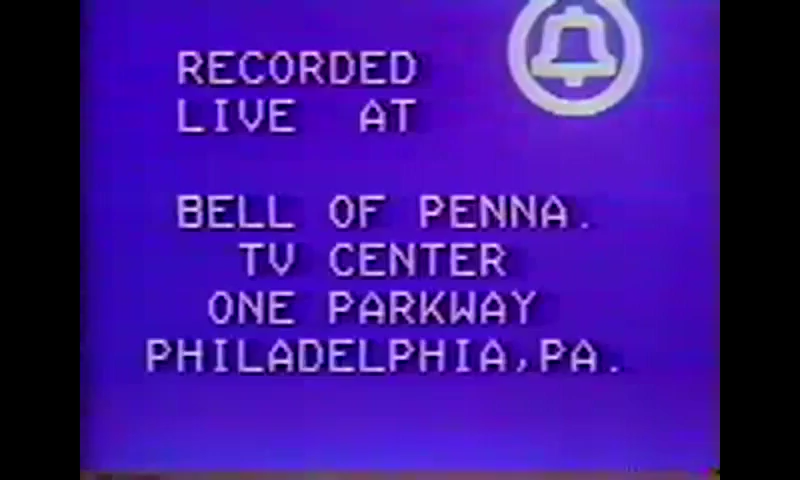 RECORDED
LIVE AT
BELL OF PENNA.
TV CENTER
ONE PARKWAY
PHILADELPHIA,PA.